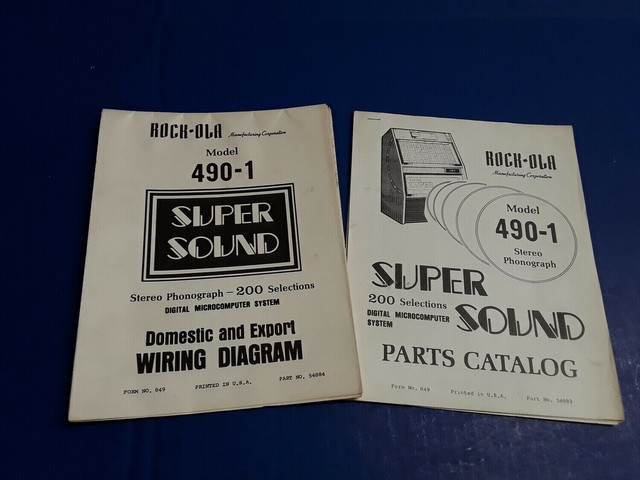 ROCK-OLA
Manufacturing Corporation
Model
490-1
SUPER
SOUND
Stereo Phonograph – 200 Selections
DIGITAL MICROCOMPUTER SYSTEM
Domestic and Export
WIRING DIAGRAM
FORM NO. 849 PRINTED IN U.S.A. PART NO. 54884
ROCK-OLA
Manufacturing Corporation
Model
490-1
Stereo
Phonograph
SUPER
200 Selections
DIGITAL MICROCOMPUTER
SYSTEM
SOUND
PARTS CATALOG
Form No. 849 Printed in U.S.A. Part No. 54883